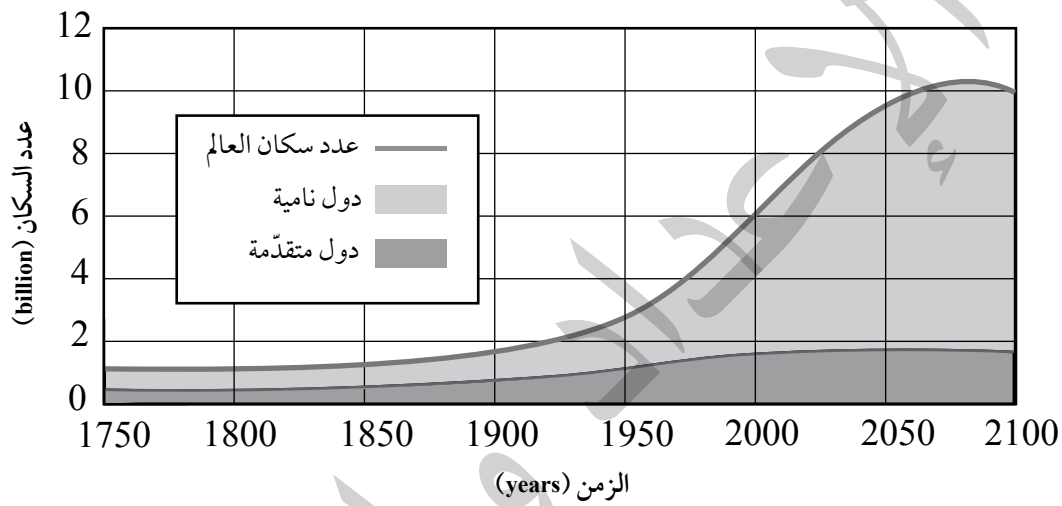 12
10
8
6
4
2
0
عدد السكان (billion)
عدد سكان العالم
دول نامية
دول متقدّمة
1750 1800 1850 1900 1950 2000 2050 2100
الزمن (years)